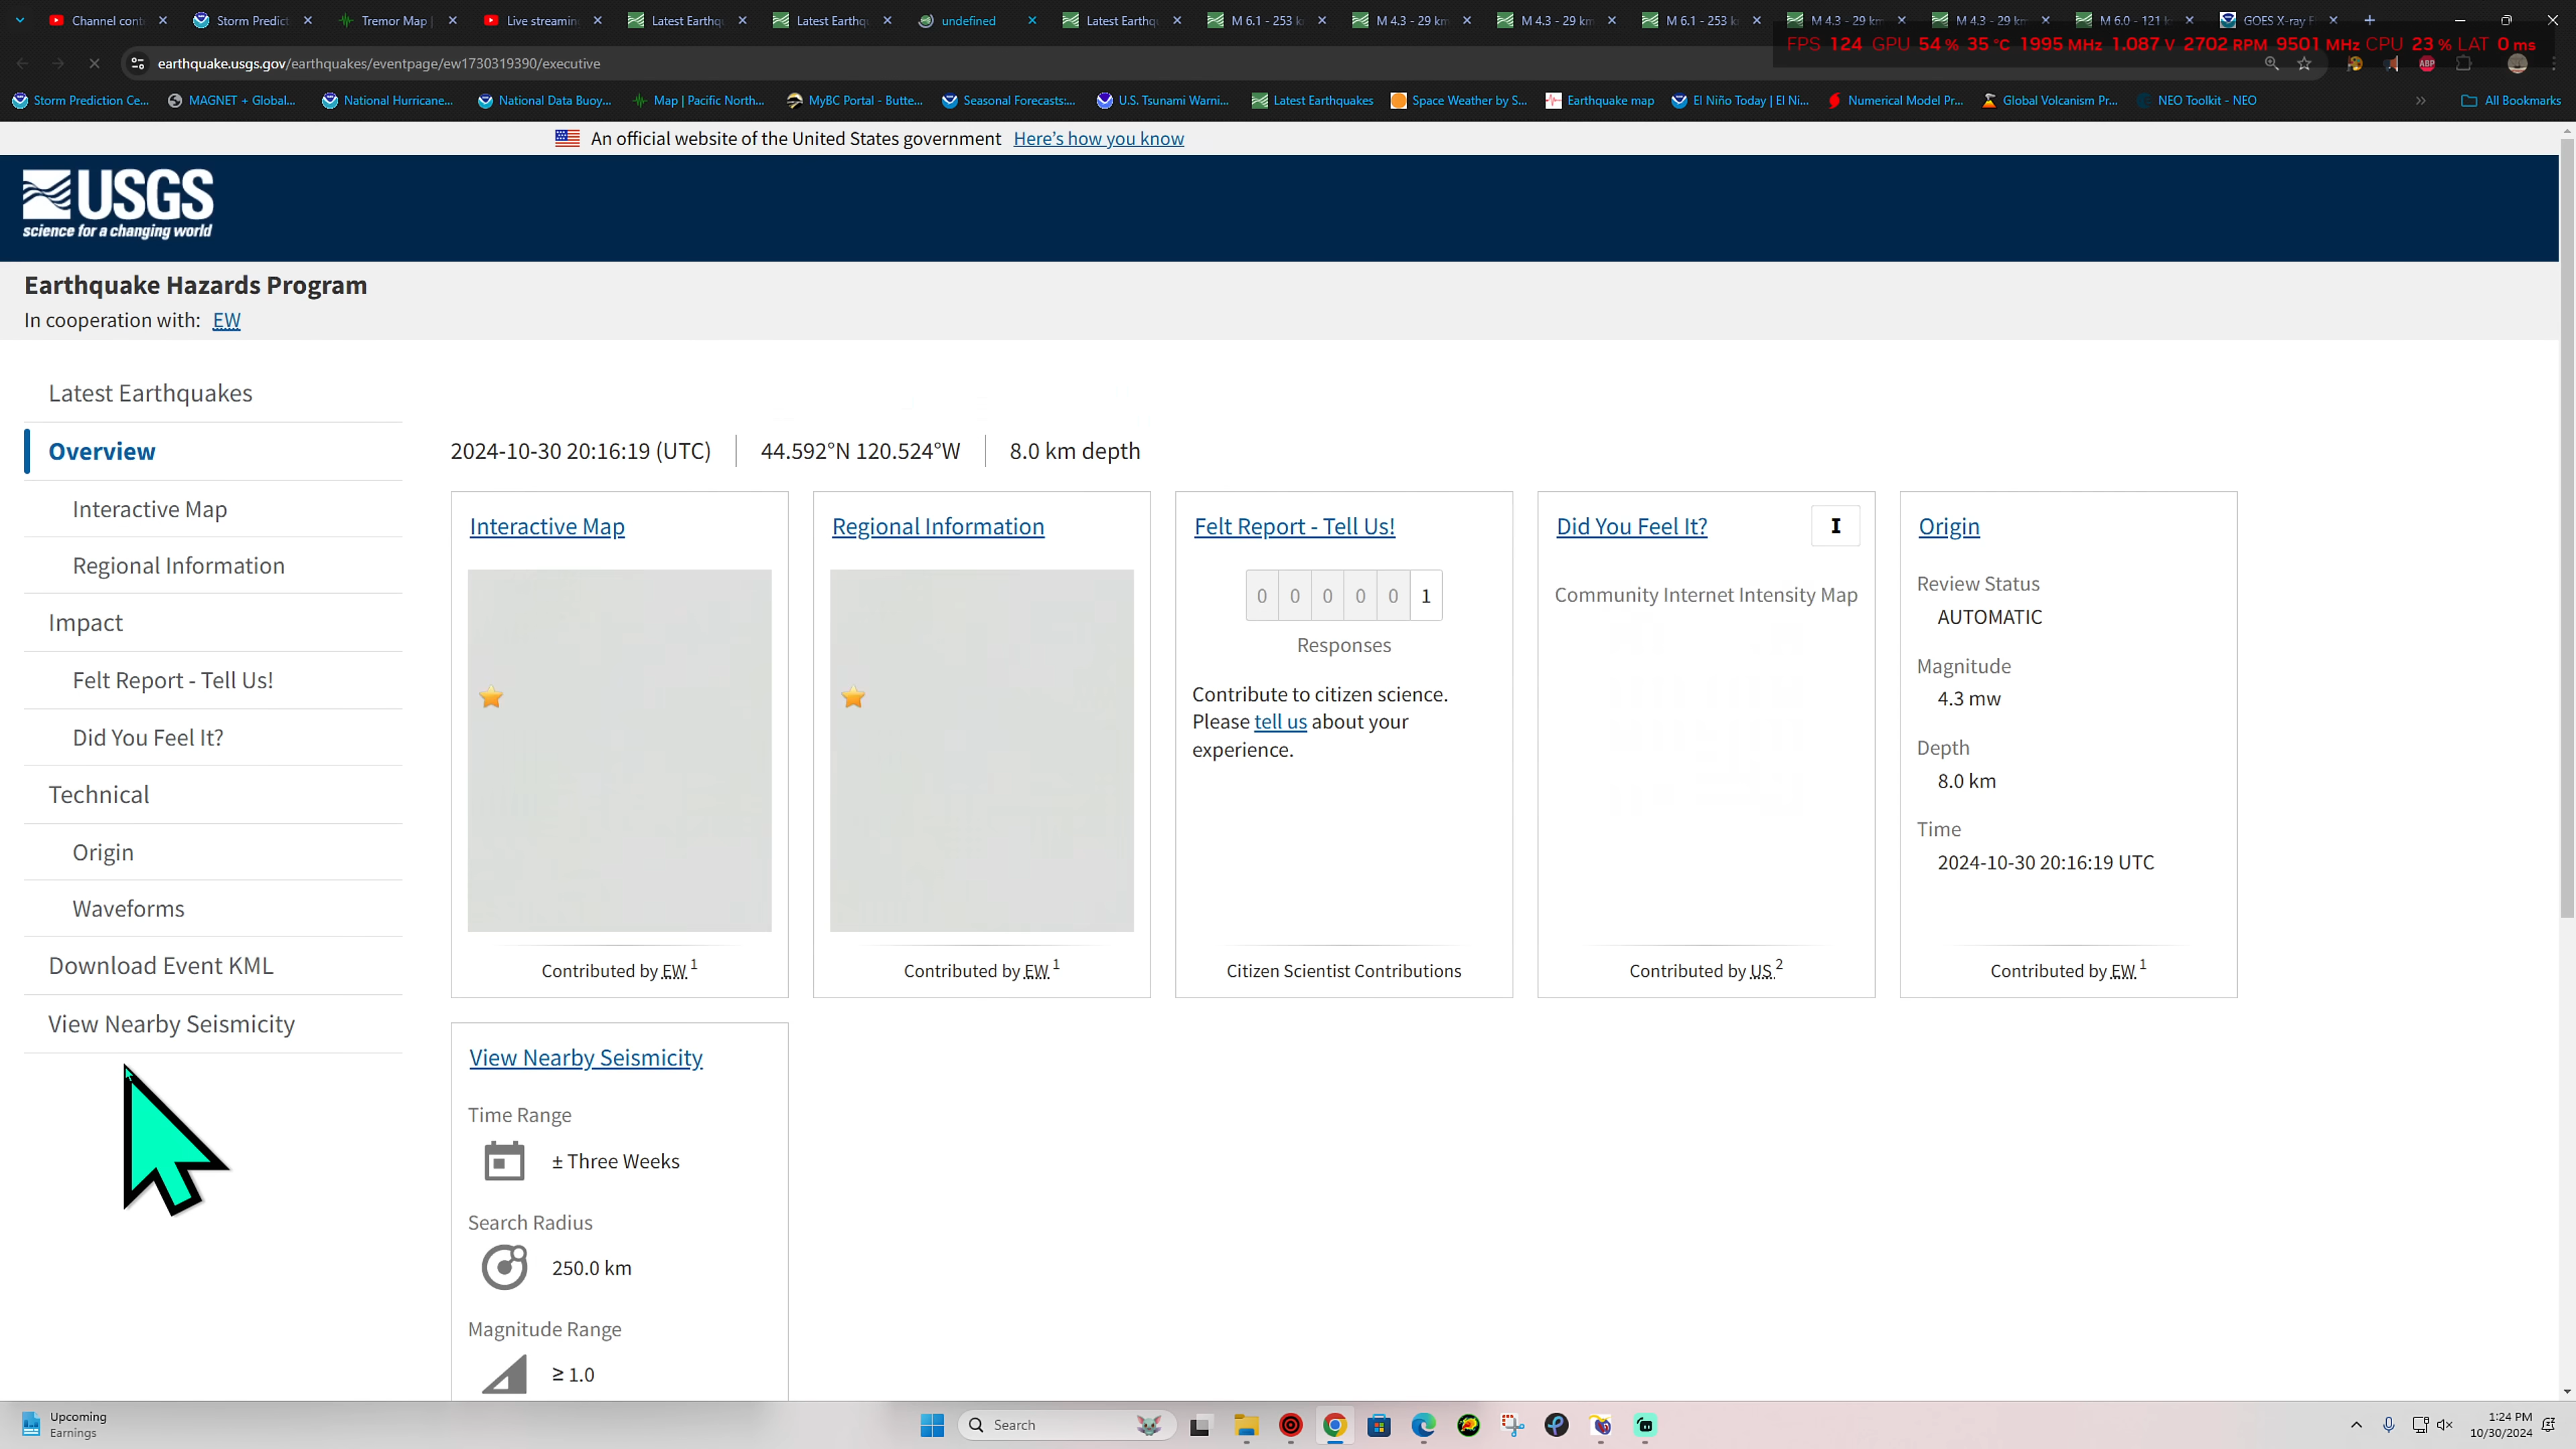 Channel cont
Storm Predict
Tremor Map |
Live streamin
Latest Earthqu
Latest Earthqu
undefined
Latest Earthqu
M 6.1 - 253 k
M 4.3 - 29 km
M 4.3 - 29 km
M 6.1 - 253 k
M 4.3 - 29 km
M 4.3 - 29 km
M 6.0 - 121 k
GOES X-ray F
FPS 124 GPU 54 % 35 °C 1995 MHz 1.087 V 2702 RPM 9501 MHz CPU 23 % LAT 0 ms
earthquake.usgs.gov/earthquakes/eventpage/ew1730319390/executive
ABP
Storm Prediction Ce...
MAGNET + Global...
National Hurricane...
National Data Buoy...
Map | Pacific North...
MyBC Portal - Butte...
Seasonal Forecasts:...
U.S. Tsunami Warni...
Latest Earthquakes
Space Weather by S...
Earthquake map
El Niño Today | El Ni...
Numerical Model Pr...
Global Volcanism Pr...
NEO Toolkit - NEO
All Bookmarks
An official website of the United States government Here's how you know
USGS
science for a changing world
Earthquake Hazards Program
In cooperation with: EW
Latest Earthquakes
Overview
Interactive Map
Regional Information
Impact
Felt Report - Tell Us!
Did You Feel It?
Technical
Origin
Waveforms
Download Event KML
View Nearby Seismicity
2024-10-30 20:16:19 (UTC)
44.592°N 120.524°W
8.0 km depth
Interactive Map
Contributed by EW 1
Regional Information
Contributed by EW 1
Felt Report - Tell Us!
0 0 0 0 0 1
Responses
Contribute to citizen science.
Please tell us about your
experience.
Citizen Scientist Contributions
Did You Feel It?
I
Community Internet Intensity Map
Contributed by US 2
Origin
Review Status
AUTOMATIC
Magnitude
4.3 mw
Depth
8.0 km
Time
2024-10-30 20:16:19 UTC
Contributed by EW 1
View Nearby Seismicity
Time Range
± Three Weeks
Search Radius
250.0 km
Magnitude Range
≥ 1.0
Upcoming
Earnings
Search
1:24 PM
10/30/2024